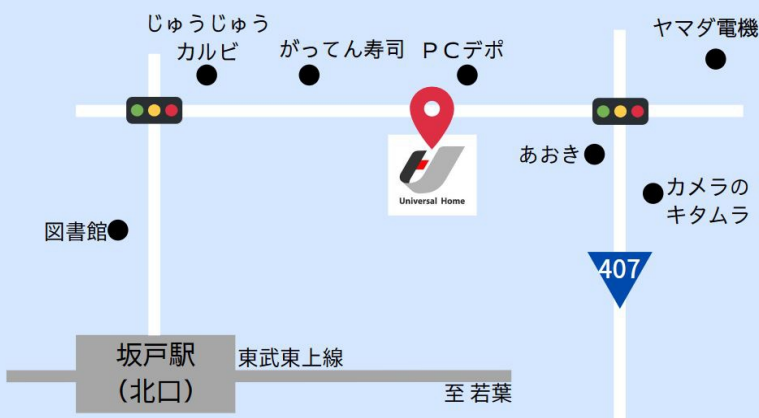 じゅうじゅう
カルビ
がってん寿司
ＰＣデポ
ヤマダ電機
あおき
カメラの
キタムラ
Universal Home
図書館
407
坂戸駅
（北口）
東武東上線
至 若葉